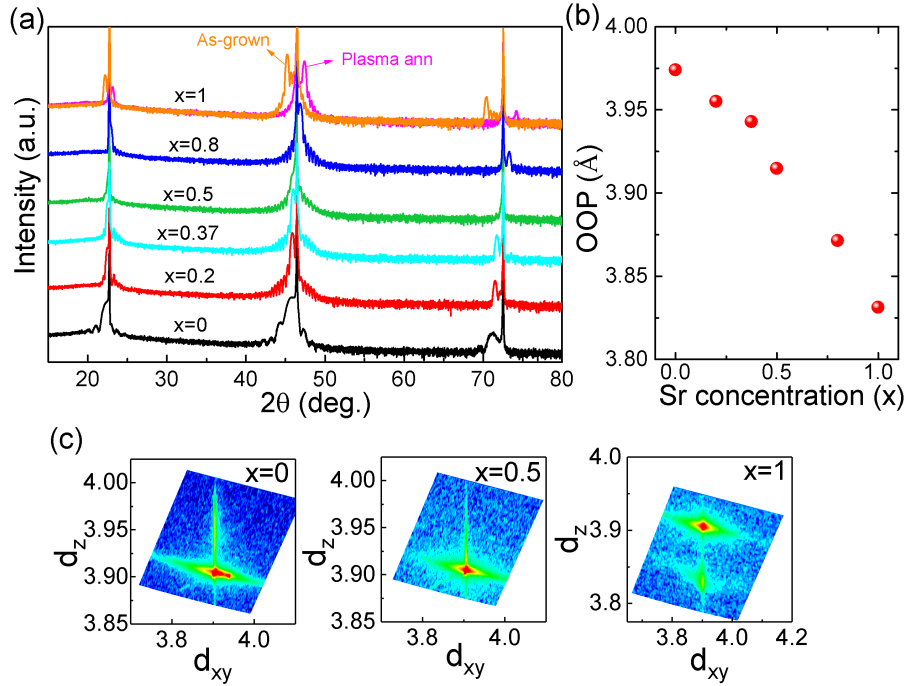 (a)
As-grown
Plasma ann
x=1
x=0.8
x=0.5
x=0.37
x=0.2
x=0
Intensity (a.u.)
20 30 40 50 60 70 80
2θ (deg.)
(b)
4.00
3.95
3.90
3.85
3.80
OOP (Å)
0.0 0.5 1.0
Sr concentration (x)
(c)
x=0
4.00
3.95
3.90
3.85
d_z
3.8 4.0
d_xy
x=0.5
4.00
3.95
3.90
3.85
d_z
3.8 4.0
d_xy
x=1
4.0
3.9
3.8
d_z
3.8 4.0 4.2
d_xy